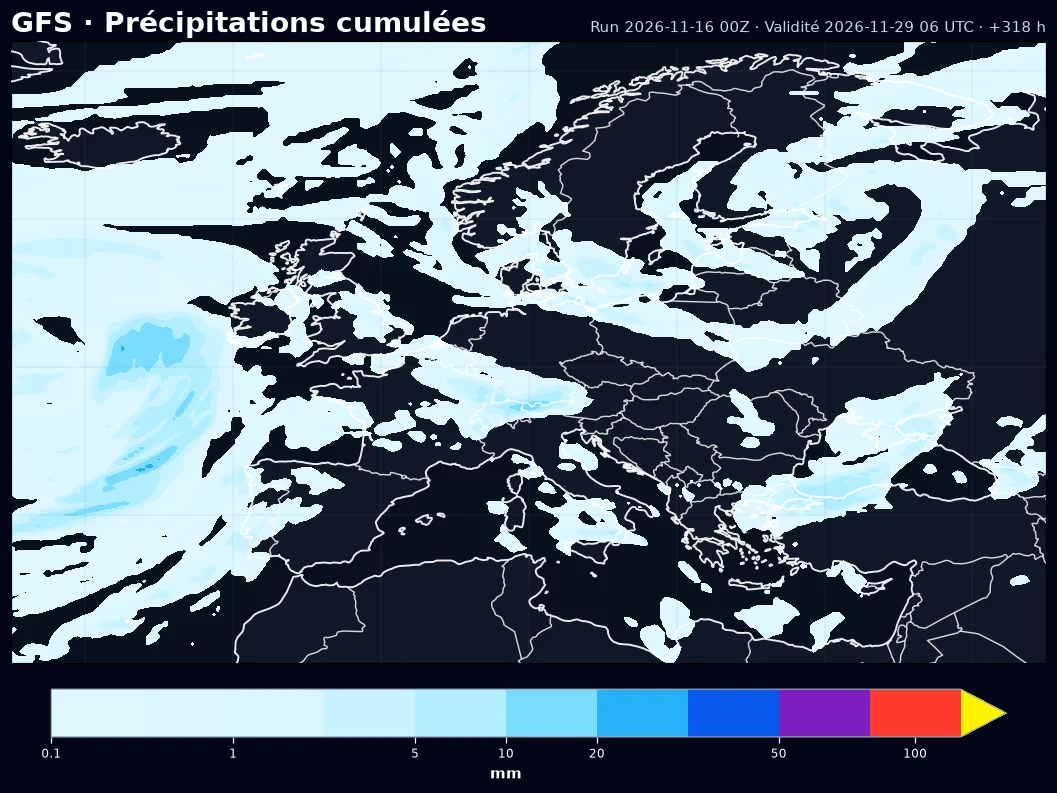 GFS · Précipitations cumulées
Run 2026-11-16 00Z · Validité 2026-11-29 06 UTC · +318 h
0.1 1 5 10 20 50 100
mm